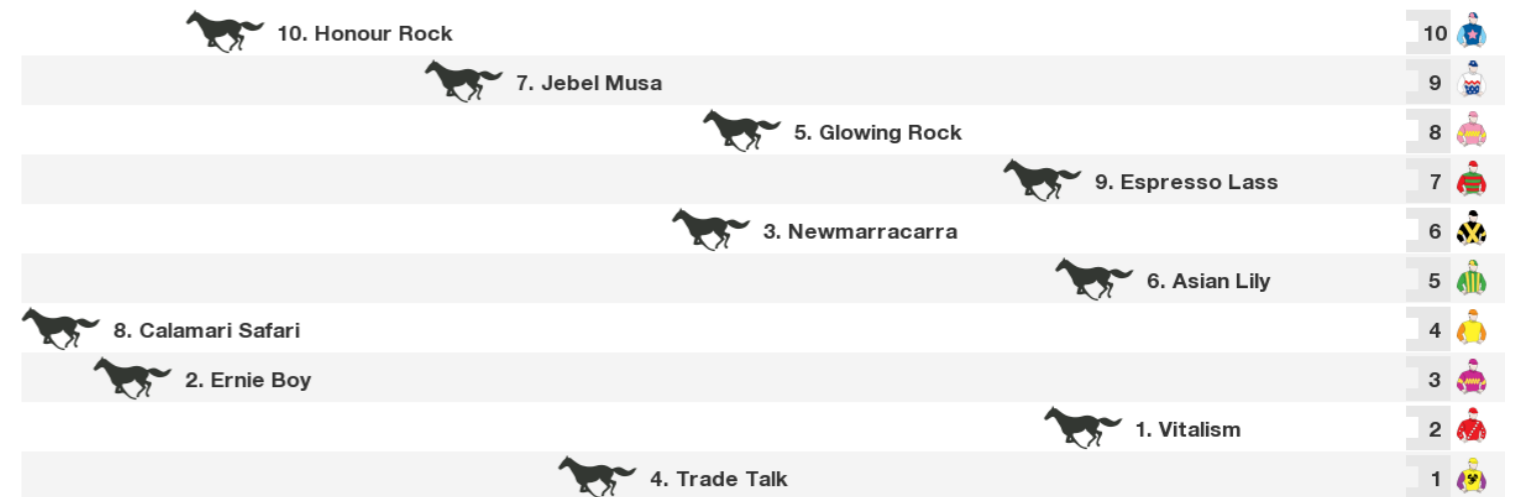 10. Honour Rock 10
7. Jebel Musa 9
5. Glowing Rock 8
9. Espresso Lass 7
3. Newmarracarra 6
6. Asian Lily 5
8. Calamari Safari 4
2. Ernie Boy 3
1. Vitalism 2
4. Trade Talk 1